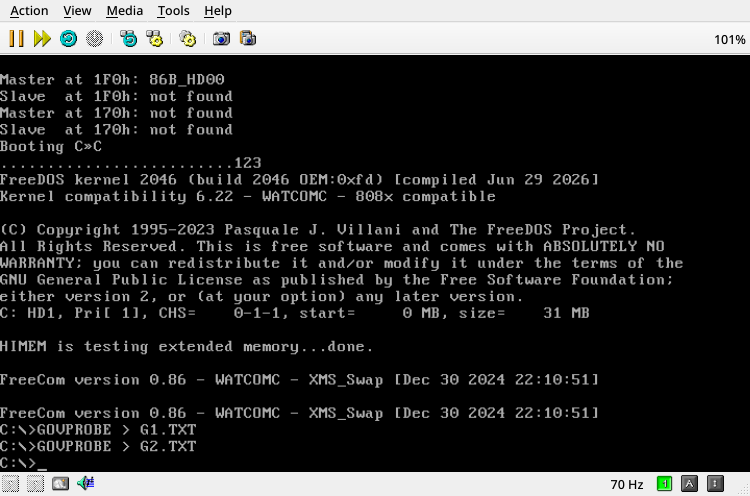 Action View Media Tools Help
101%
Master at 1F0h: 86B_HD00
Slave  at 1F0h: not found
Master at 170h: not found
Slave  at 170h: not found
Booting C»C
........................123
FreeDOS kernel 2046 (build 2046 OEM:0xfd) [compiled Jun 29 2026]
Kernel compatibility 6.22 - WATCOMC - 808x compatible
(C) Copyright 1995-2023 Pasquale J. Villani and The FreeDOS Project.
All Rights Reserved. This is free software and comes with ABSOLUTELY NO
WARRANTY; you can redistribute it and/or modify it under the terms of the
GNU General Public License as published by the Free Software Foundation;
either version 2, or (at your option) any later version.
C: HD1, Pri[ 1], CHS=    0-1-1, start=     0 MB, size=    31 MB
HIMEM is testing extended memory...done.
FreeCom version 0.86 - WATCOMC - XMS_Swap [Dec 30 2024 22:10:51]
FreeCom version 0.86 - WATCOMC - XMS_Swap [Dec 30 2024 22:10:51]
C:\>GOVPROBE > G1.TXT
C:\>GOVPROBE > G2.TXT
C:\>_
70 Hz 1 A